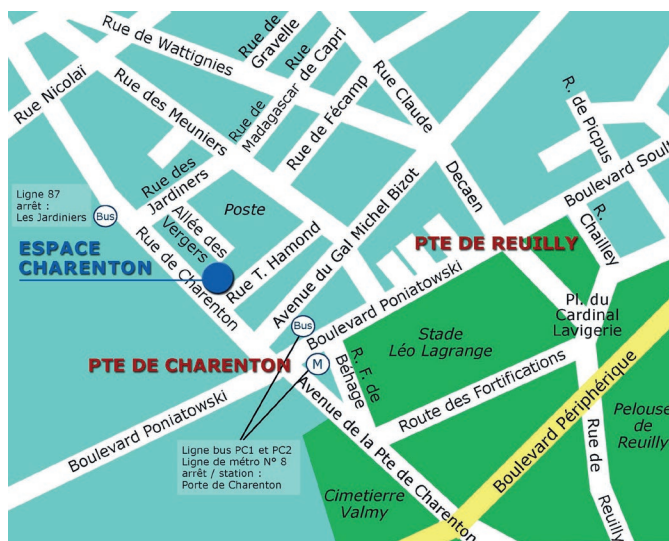 Rue de Wattignies
Rue de
Gravelle
Rue
de Capri
Rue Nicolaï
Rue des Meuniers
Rue de
Madagascar
Rue de Fécamp
Rue Claude
Decaen
R. de Picpus
Boulevard Soult
Ligne 87
arrêt :
Les Jardiniers
Bus
Rue des
Jardiners
Allée des
Vergers
Poste
Avenue du Gal Michel Bizot
R. Chailley
ESPACE
CHARENTON
Rue de Charenton
Rue T. Hamond
PTE DE REUILLY
Pl. du
Cardinal
Lavigerie
Bus
Boulevard Poniatowski
Stade
Léo Lagrange
PTE DE CHARENTON
M
R. F. de
Béhage
Route des Fortifications
Boulevard Périphérique
Pelouse
de
Reuilly
Boulevard Poniatowski
Avenue de la Pte de Charenton
Rue de
Reuilly
Ligne bus PC1 et PC2
Ligne de métro N° 8
arrêt / station :
Porte de Charenton
Cimetierre
Valmy